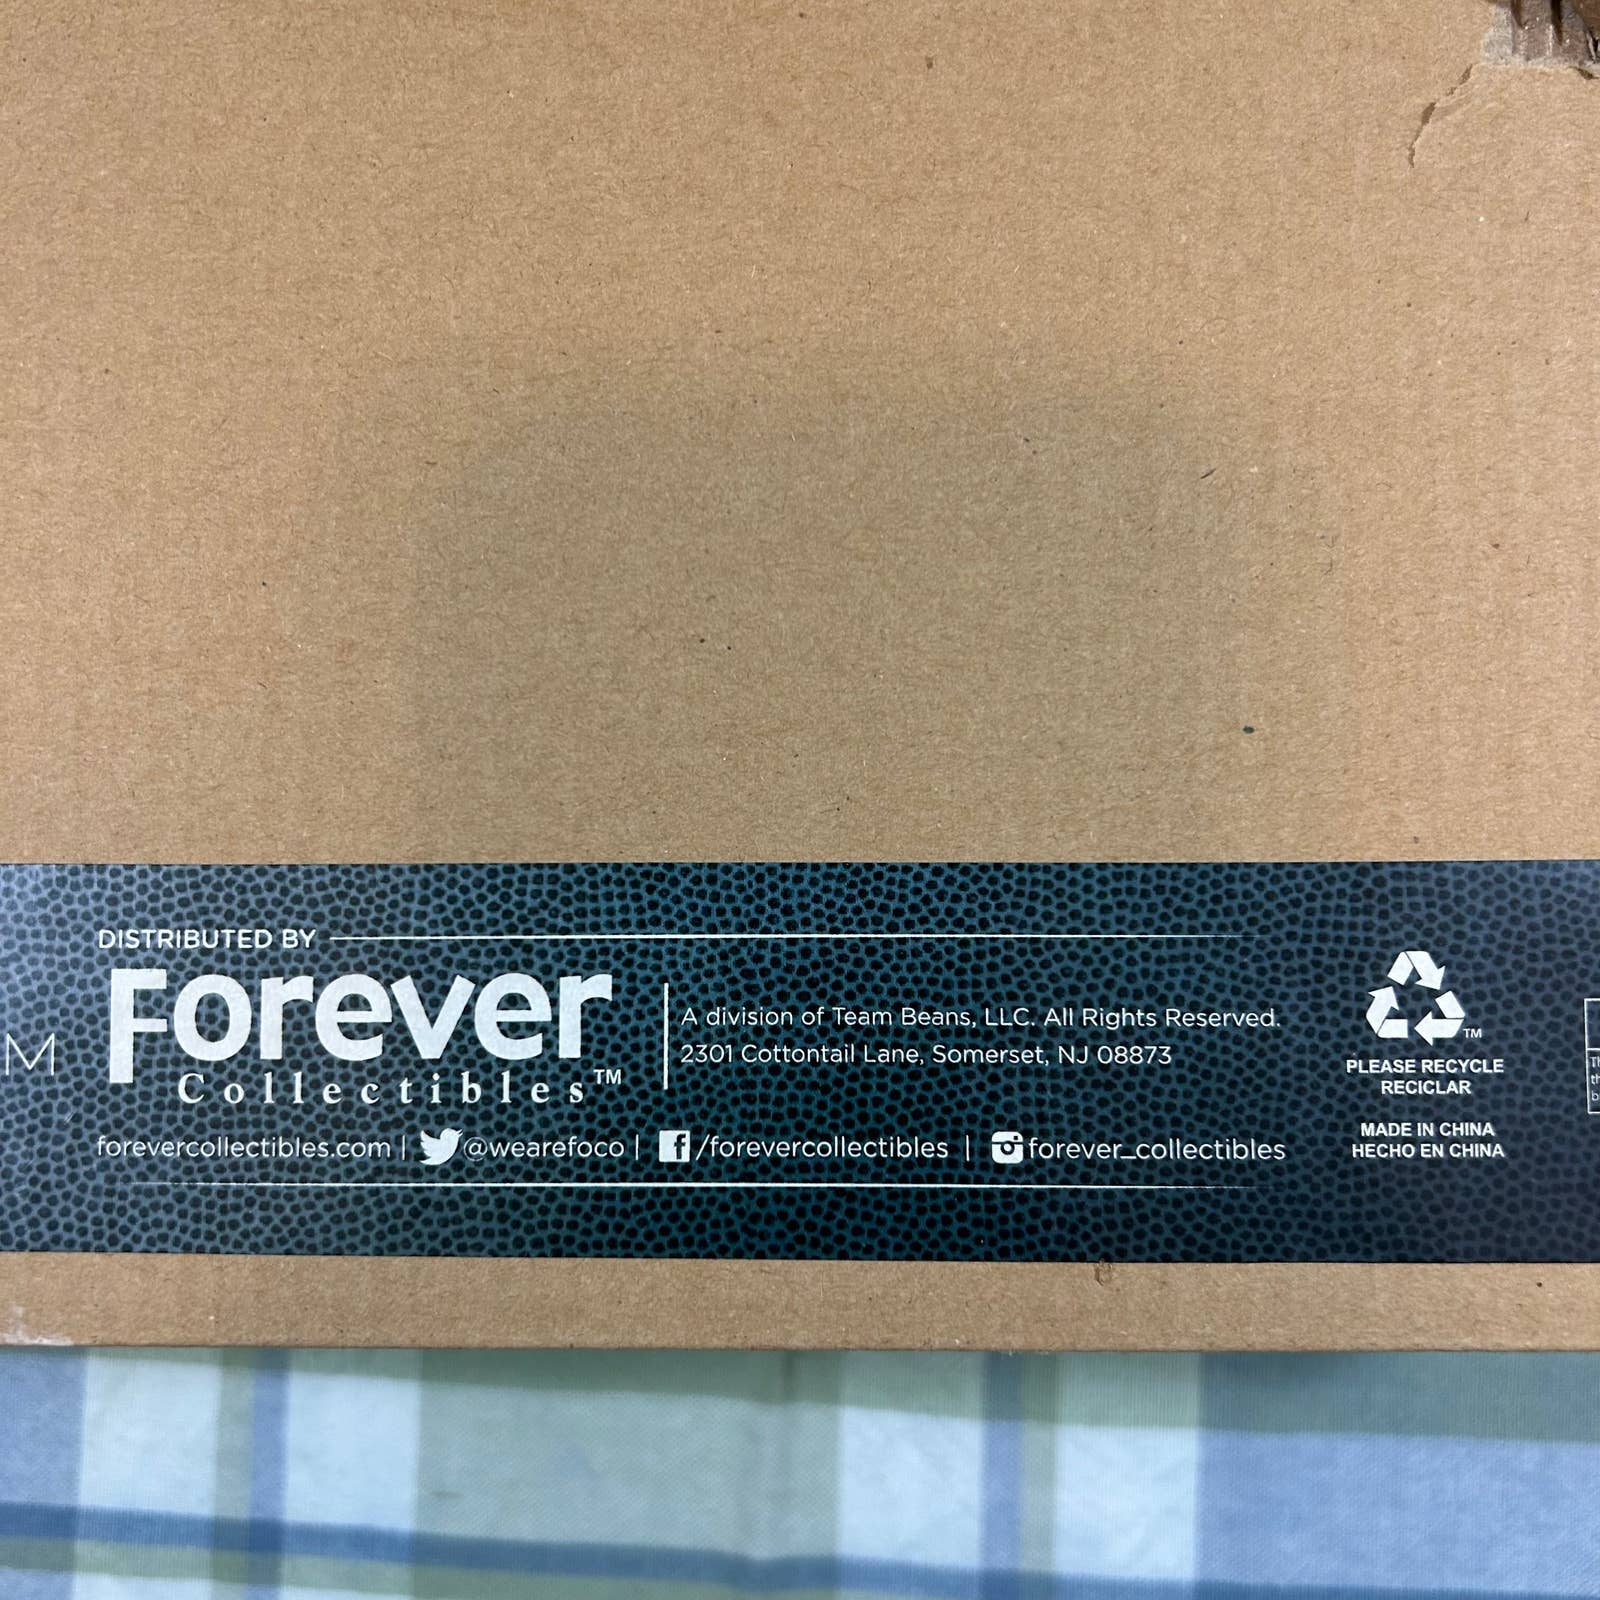 DISTRIBUTED BY
M
Forever
Collectibles™
A division of Team Beans, LLC. All Rights Reserved.
2301 Cottontail Lane, Somerset, NJ 08873
forevercollectibles.com | @wearefoco | /forevercollectibles | forever_collectibles
™
PLEASE RECYCLE
RECICLAR
MADE IN CHINA
HECHO EN CHINA